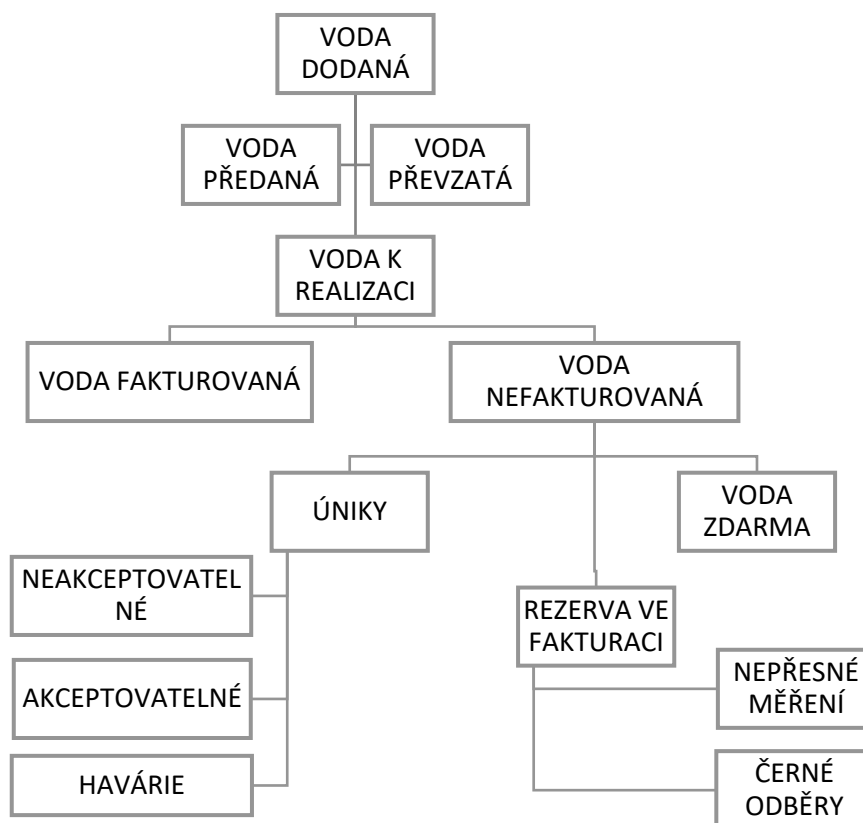 VODA
DODANÁ
VODA
PŘEDANÁ
VODA
PŘEVZATÁ
VODA K
REALIZACI
VODA FAKTUROVANÁ
VODA
NEFAKTUROVANÁ
ÚNIKY
VODA
ZDARMA
NEAKCEPTOVATEL
NÉ
REZERVA VE
FAKTURACI
AKCEPTOVATELNÉ
NEPŘESNÉ
MĚŘENÍ
HAVÁRIE
ČERNÉ
ODBĚRY